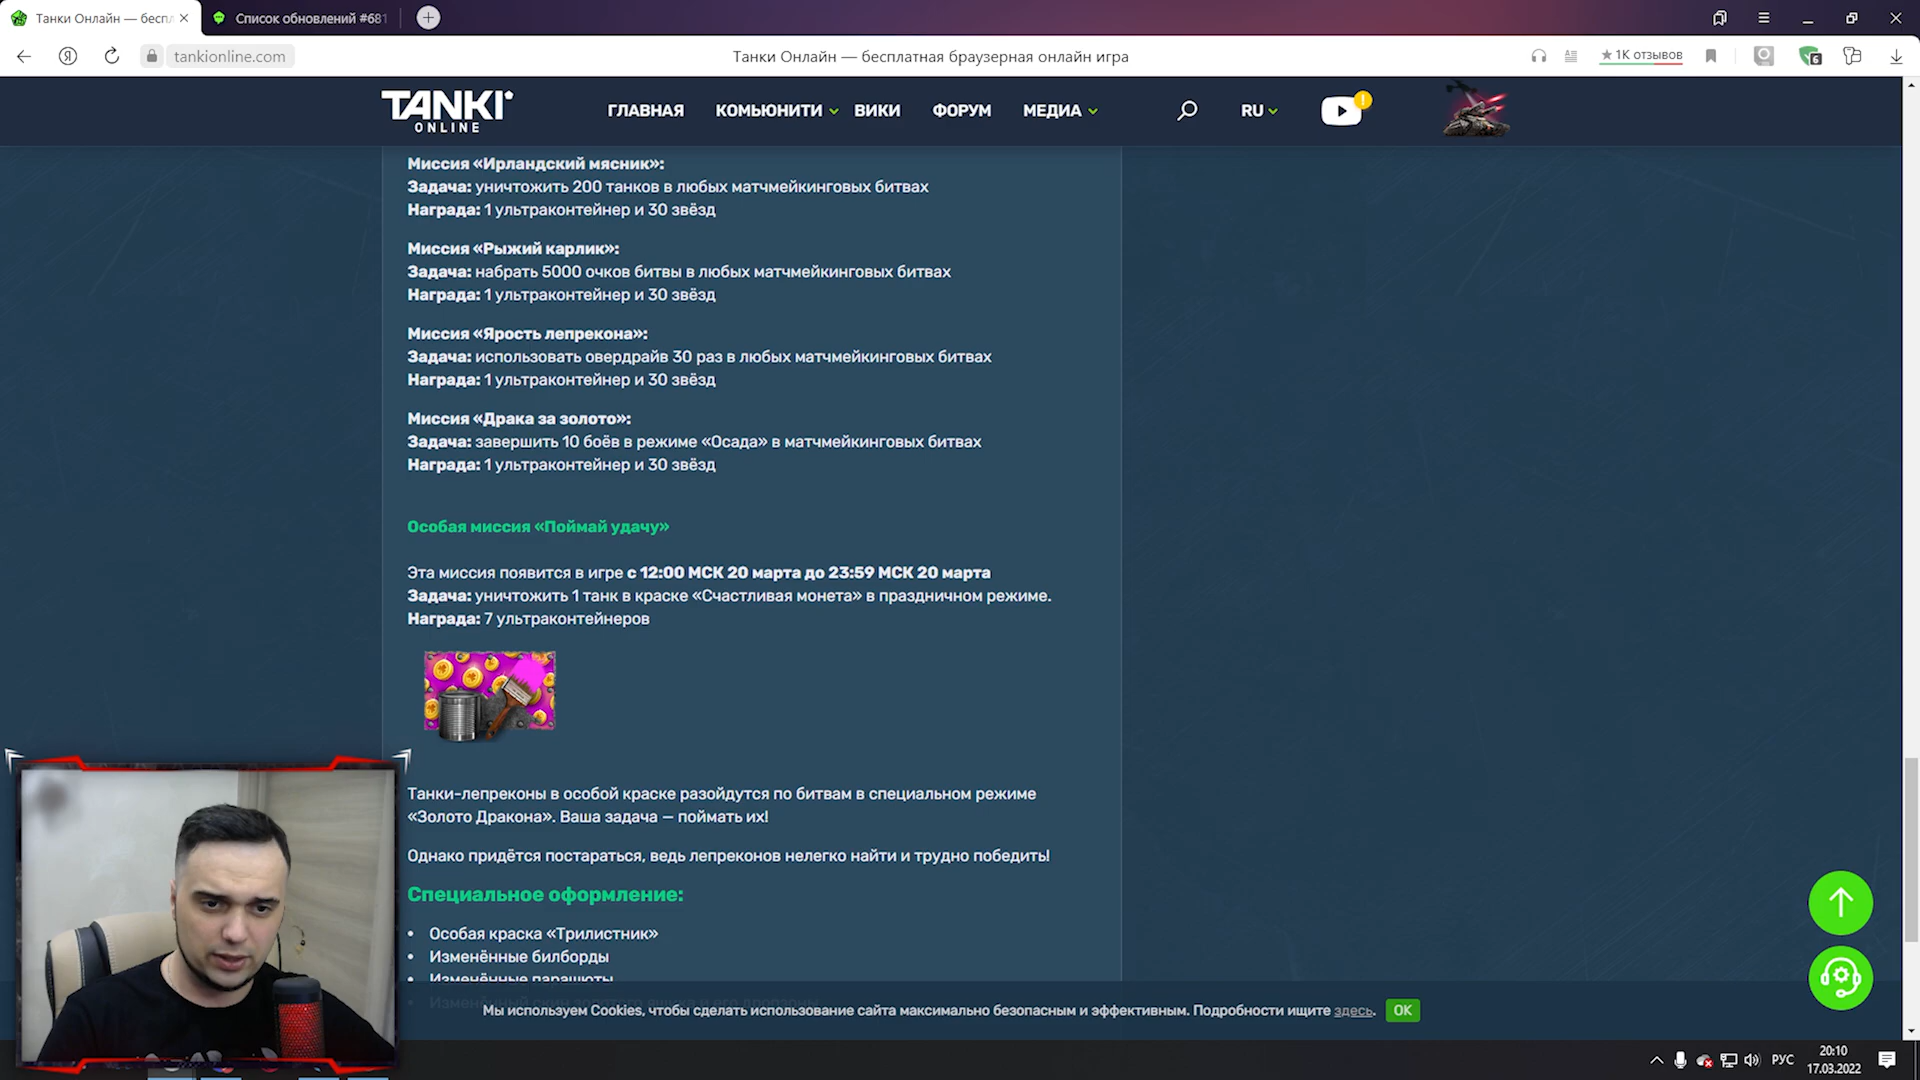 Танки Онлайн — беспл
Список обновлений #681
tankionline.com
Танки Онлайн — бесплатная браузерная онлайн игра
★ 1К отзывов
6
TANKI
ONLINE
ГЛАВНАЯ
КОМЬЮНИТИ
ВИКИ
ФОРУМ
МЕДИА
RU
!
Миссия «Ирландский мясник»:
Задача: уничтожить 200 танков в любых матчмейкинговых битвах
Награда: 1 ультраконтейнер и 30 звёзд
Миссия «Рыжий карлик»:
Задача: набрать 5000 очков битвы в любых матчмейкинговых битвах
Награда: 1 ультраконтейнер и 30 звёзд
Миссия «Ярость лепрекона»:
Задача: использовать овердрайв 30 раз в любых матчмейкинговых битвах
Награда: 1 ультраконтейнер и 30 звёзд
Миссия «Драка за золото»:
Задача: завершить 10 боёв в режиме «Осада» в матчмейкинговых битвах
Награда: 1 ультраконтейнер и 30 звёзд
Особая миссия «Поймай удачу»
Эта миссия появится в игре с 12:00 МСК 20 марта до 23:59 МСК 20 марта
Задача: уничтожить 1 танк в краске «Счастливая монета» в праздничном режиме.
Награда: 7 ультраконтейнеров
Танки-лепреконы в особой краске разойдутся по битвам в специальном режиме
«Золото Дракона». Ваша задача — поймать их!
Однако придётся постараться, ведь лепреконов нелегко найти и трудно победить!
Специальное оформление:
• Особая краска «Трилистник»
• Изменённые билборды
• Изменённые парашюты
Мы используем Cookies, чтобы сделать использование сайта максимально безопасным и эффективным. Подробности ищите здесь.
OK
РУС
20:10
17.03.2022